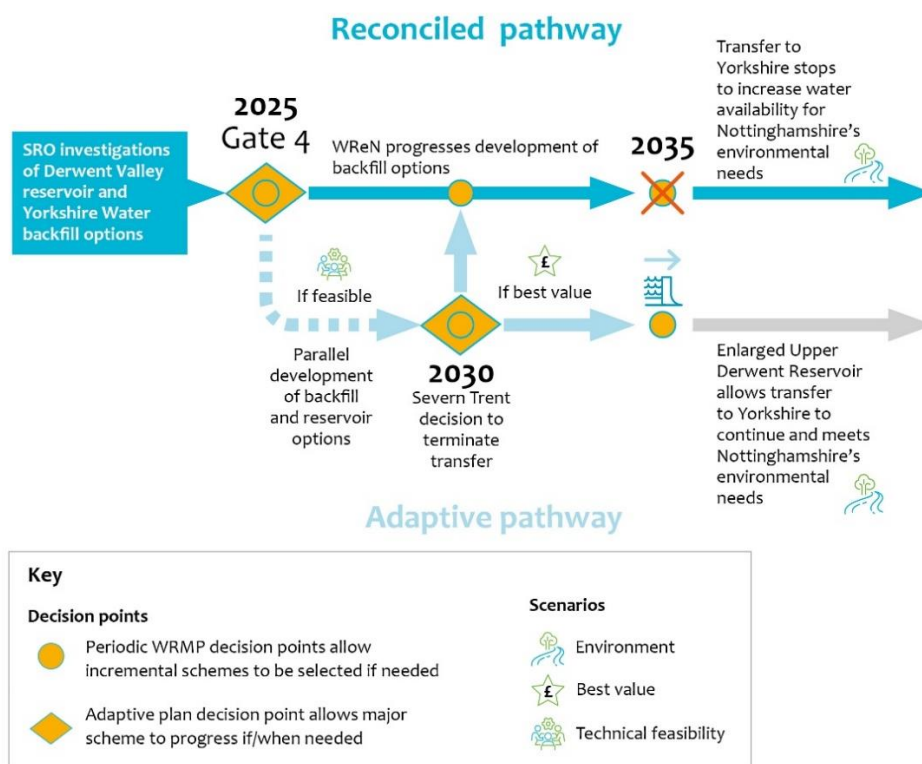 Reconciled pathway
SRO investigations
of Derwent Valley
reservoir and
Yorkshire Water
backfill options
2025
Gate 4
WReN progresses development of
backfill options
2035
Transfer to
Yorkshire stops
to increase water
availability for
Nottinghamshire's
environmental
needs
If feasible
Parallel
development
of backfill
and reservoir
options
2030
Severn Trent
decision to
terminate
transfer
£
If best value
Enlarged Upper
Derwent Reservoir
allows transfer
to Yorkshire to
continue and meets
Nottinghamshire's
environmental
needs
Adaptive pathway
Key
Decision points
Periodic WRMP decision points allow
incremental schemes to be selected if needed
Adaptive plan decision point allows major
scheme to progress if/when needed
Scenarios
Environment
£
Best value
Technical feasibility